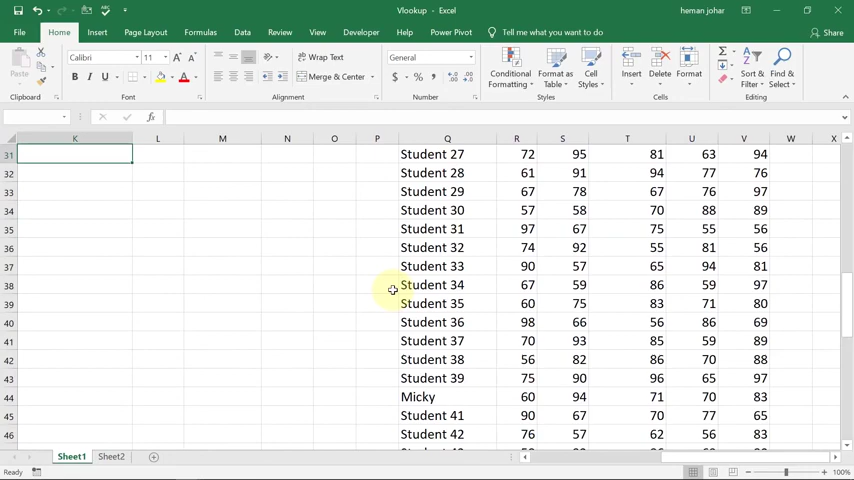 Vlookup - Excel
heman johar
File Home Insert Page Layout Formulas Data Review View Developer Help Power Pivot Tell me what you want to do Share
Paste Calibri 11 Wrap Text General Conditional Formatting Format as Table Cell Styles Insert Delete Format Sort & Filter Find & Select
B I U A Merge & Center $ % ,
Clipboard Font Alignment Number Styles Cells Editing
fx
K L M N O P Q R S T U V W X
31 Student 27 72 95 81 63 94
32 Student 28 61 91 94 77 76
33 Student 29 67 78 67 76 97
34 Student 30 57 58 70 88 89
35 Student 31 97 67 75 55 56
36 Student 32 74 92 55 81 56
37 Student 33 90 57 65 94 81
38 Student 34 67 59 86 59 97
39 Student 35 60 75 83 71 80
40 Student 36 98 66 56 86 69
41 Student 37 70 93 85 59 89
42 Student 38 56 82 86 70 88
43 Student 39 75 90 96 65 97
44 Micky 60 94 71 70 83
45 Student 41 90 67 70 77 65
46 Student 42 76 57 62 56 83
Sheet1 Sheet2
Ready 100%